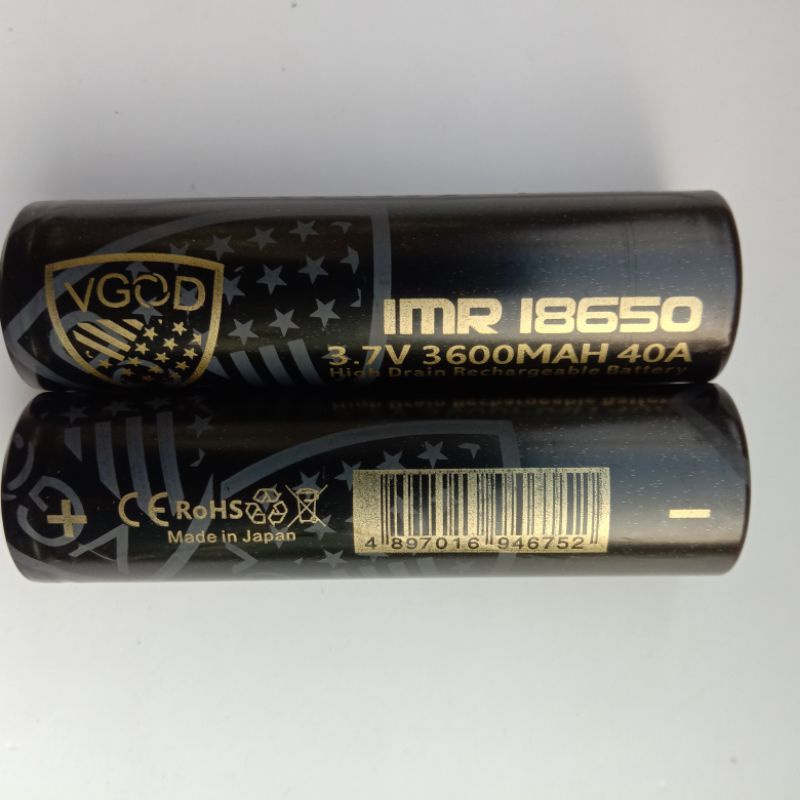 VGOD
IMR 18650
3.7V 3600MAH 40A
High Drain Rechargeable Battery
+ CE RoHS −
Made in Japan
4 897016 946752